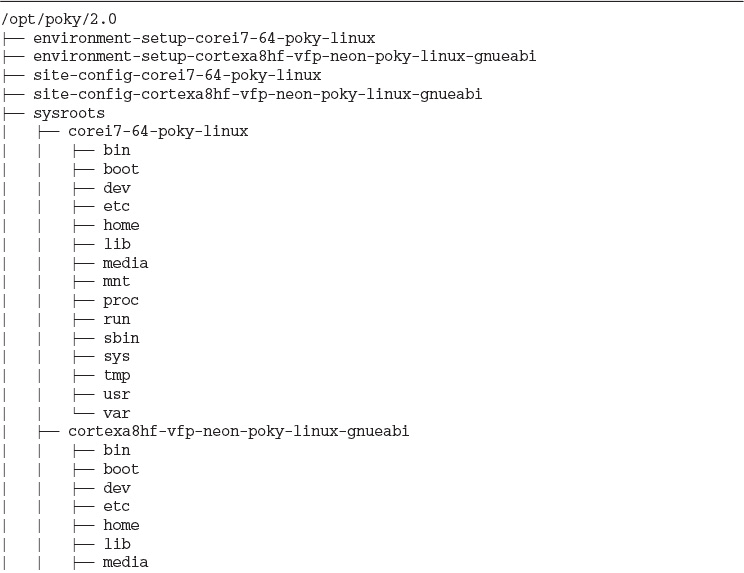 /opt/poky/2.0
├── environment-setup-corei7-64-poky-linux
├── environment-setup-cortexa8hf-vfp-neon-poky-linux-gnueabi
├── site-config-corei7-64-poky-linux
├── site-config-cortexa8hf-vfp-neon-poky-linux-gnueabi
├── sysroots
│   ├── corei7-64-poky-linux
│   │   ├── bin
│   │   ├── boot
│   │   ├── dev
│   │   ├── etc
│   │   ├── home
│   │   ├── lib
│   │   ├── media
│   │   ├── mnt
│   │   ├── proc
│   │   ├── run
│   │   ├── sbin
│   │   ├── sys
│   │   ├── tmp
│   │   ├── usr
│   │   └── var
│   ├── cortexa8hf-vfp-neon-poky-linux-gnueabi
│   │   ├── bin
│   │   ├── boot
│   │   ├── dev
│   │   ├── etc
│   │   ├── home
│   │   ├── lib
│   │   ├── media